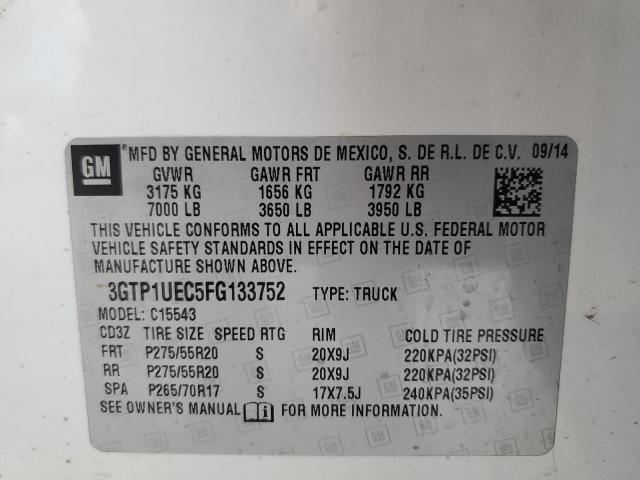 GM
®MFD BY GENERAL MOTORS DE MEXICO, S. DE R.L. DE C.V. 09/14
GVWR GAWR FRT GAWR RR
3175 KG 1656 KG 1792 KG
7000 LB 3650 LB 3950 LB
THIS VEHICLE CONFORMS TO ALL APPLICABLE U.S. FEDERAL MOTOR
VEHICLE SAFETY STANDARDS IN EFFECT ON THE DATE OF
MANUFACTURE SHOWN ABOVE.
3GTP1UEC5FG133752 TYPE: TRUCK
MODEL: C15543
CD3Z TIRE SIZE SPEED RTG RIM COLD TIRE PRESSURE
FRT P275/55R20 S 20X9J 220KPA(32PSI)
RR P275/55R20 S 20X9J 220KPA(32PSI)
SPA P265/70R17 S 17X7.5J 240KPA(35PSI)
SEE OWNER'S MANUAL FOR MORE INFORMATION.